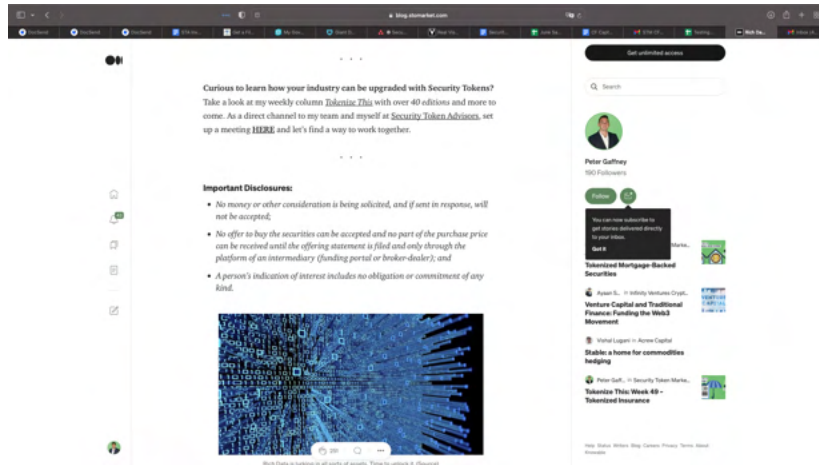 blog.stomarket.com
DocSend
DocSend
DocSend
Get unlimited access
Search
Curious to learn how your industry can be upgraded with Security Tokens?
Take a look at my weekly column Tokenize This with over 40 editions and more to
come. As a direct channel to my team and myself at Security Token Advisors, set
up a meeting HERE and let's find a way to work together.
Important Disclosures:
No money or other consideration is being solicited, and if sent in response, will
not be accepted;
No offer to buy the securities can be accepted and no part of the purchase price
can be received until the offering statement is filed and only through the
platform of an intermediary (funding portal or broker-dealer); and
A person's indication of interest includes no obligation or commitment of any
kind.
Peter Gaffney
190 Followers
Follow
You can now subscribe to
get stories delivered directly
to your inbox.
Got it
Marke...
Tokenized Mortgage-Backed
Securities
Ayaan S... in Infinity Ventures Crypt...
Venture Capital and Traditional
Finance: Funding the Web3
Movement
Vishal Lugani in Acrew Capital
Stable: a home for commodities
hedging
Peter Gaff... in Security Token Marke...
Tokenize This: Week 49 –
Tokenized Insurance
Help Status Writers Blog Careers Privacy Terms About
Knowable